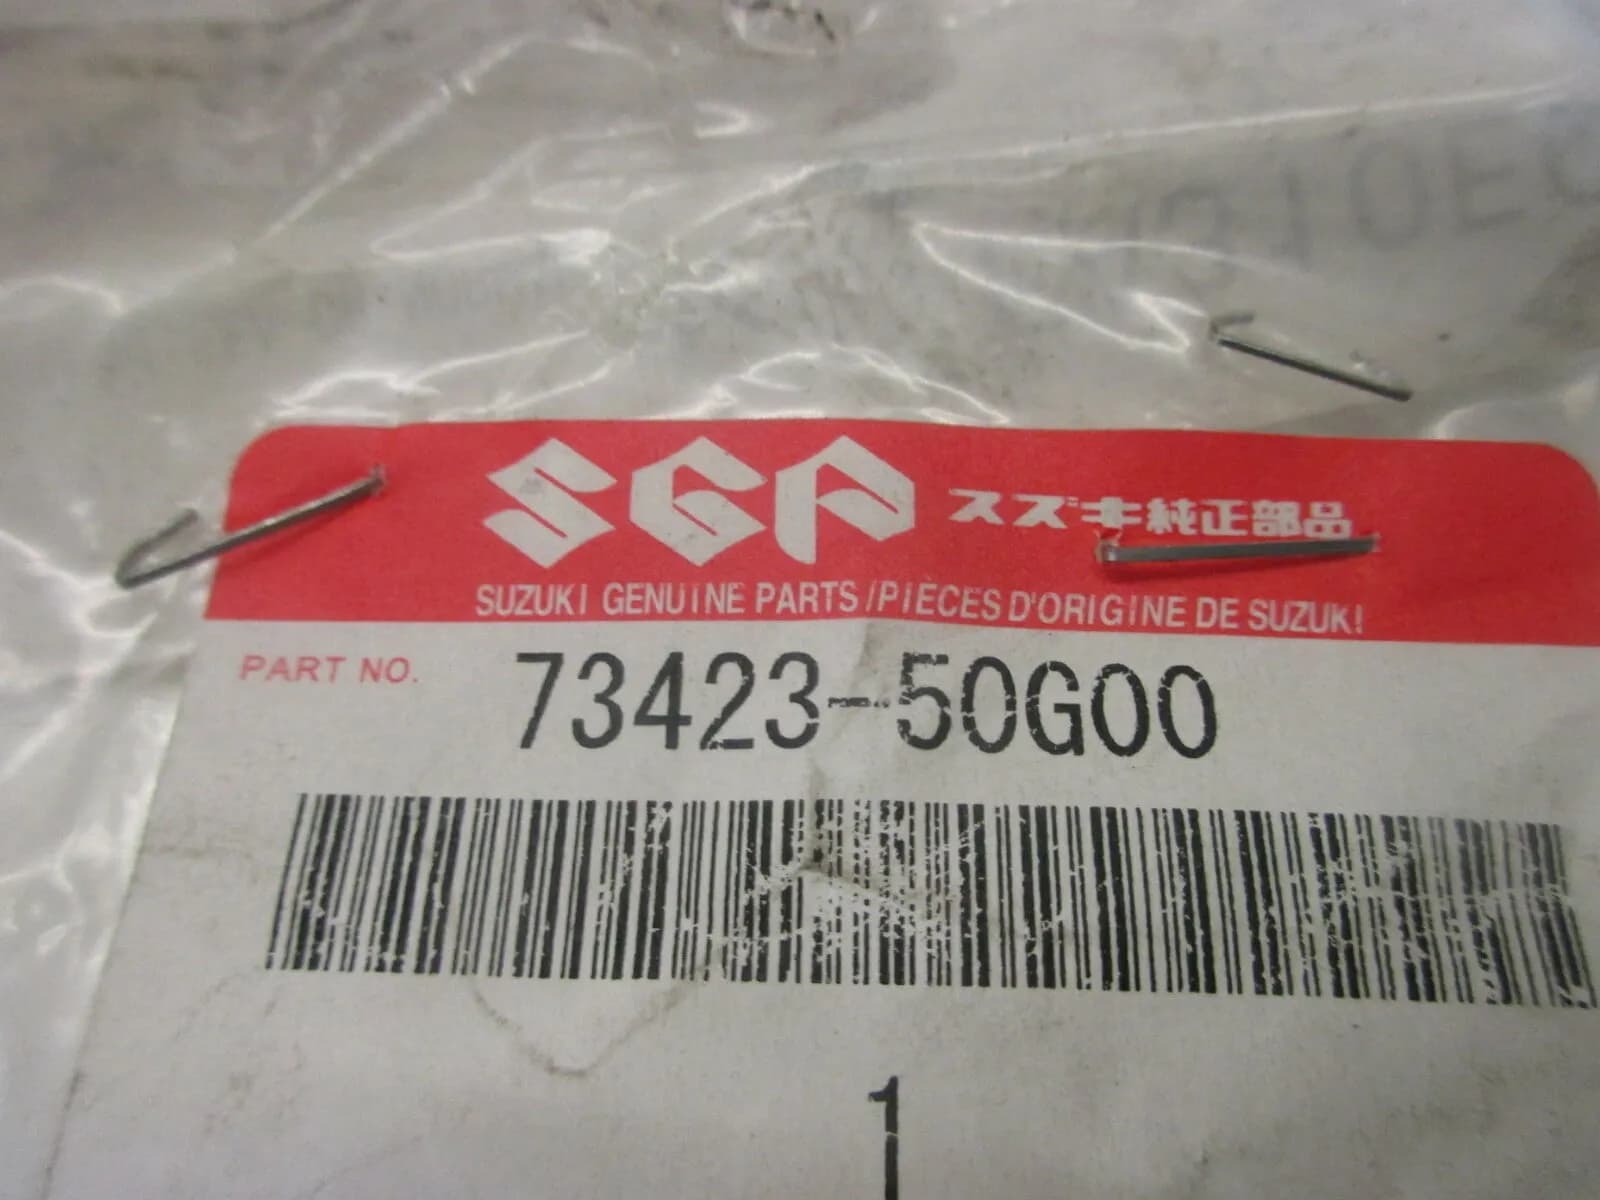 SGP スズキ純正部品
SUZUKI GENUINE PARTS/PIÈCES D'ORIGINE DE SUZUKI
PART NO. 73423-50G00
1